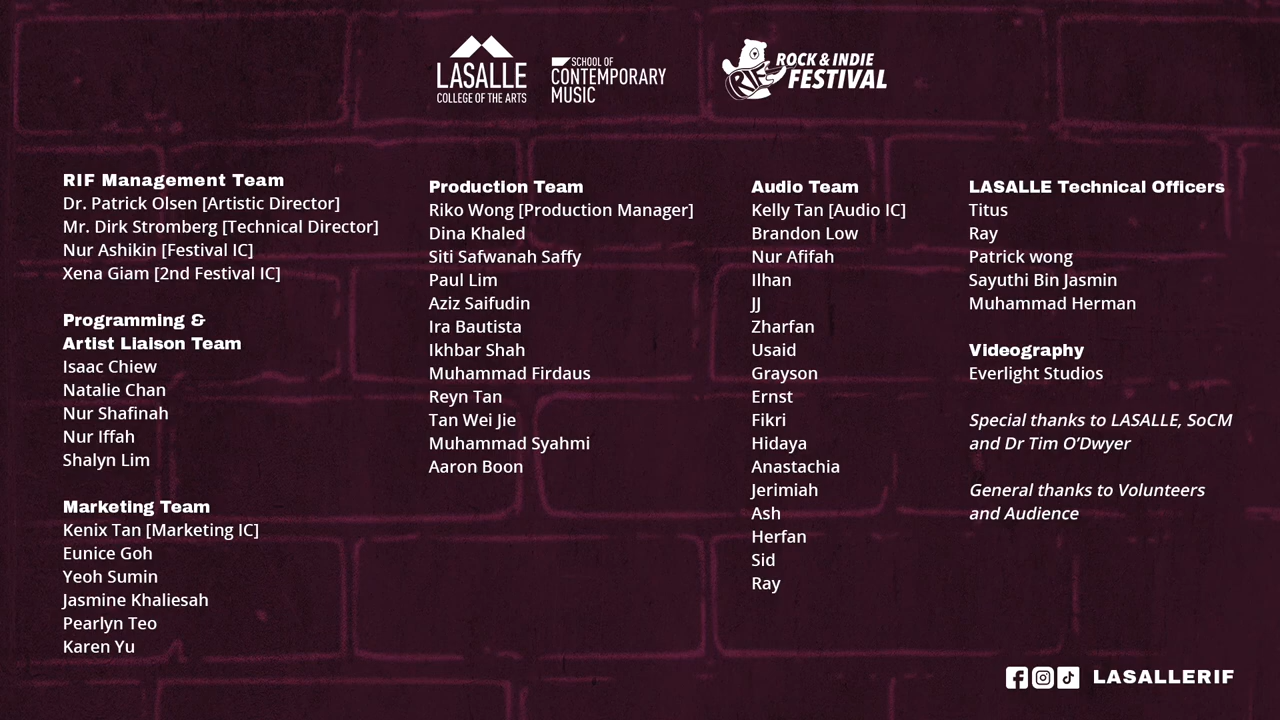 LASALLE
COLLEGE OF THE ARTS
SCHOOL OF
CONTEMPORARY
MUSIC
RIF
ROCK & INDIE
FESTIVAL
RIF Management Team
Dr. Patrick Olsen [Artistic Director]
Mr. Dirk Stromberg [Technical Director]
Nur Ashikin [Festival IC]
Xena Giam [2nd Festival IC]
Programming &
Artist Liaison Team
Isaac Chiew
Natalie Chan
Nur Shafinah
Nur Iffah
Shalyn Lim
Marketing Team
Kenix Tan [Marketing IC]
Eunice Goh
Yeoh Sumin
Jasmine Khaliesah
Pearlyn Teo
Karen Yu
Production Team
Riko Wong [Production Manager]
Dina Khaled
Siti Safwanah Saffy
Paul Lim
Aziz Saifudin
Ira Bautista
Ikhbar Shah
Muhammad Firdaus
Reyn Tan
Tan Wei Jie
Muhammad Syahmi
Aaron Boon
Audio Team
Kelly Tan [Audio IC]
Brandon Low
Nur Afifah
Ilhan
JJ
Zharfan
Usaid
Grayson
Ernst
Fikri
Hidaya
Anastachia
Jerimiah
Ash
Herfan
Sid
Ray
LASALLE Technical Officers
Titus
Ray
Patrick wong
Sayuthi Bin Jasmin
Muhammad Herman
Videography
Everlight Studios
Special thanks to LASALLE, SoCM
and Dr Tim O’Dwyer
General thanks to Volunteers
and Audience
LASALLERIF